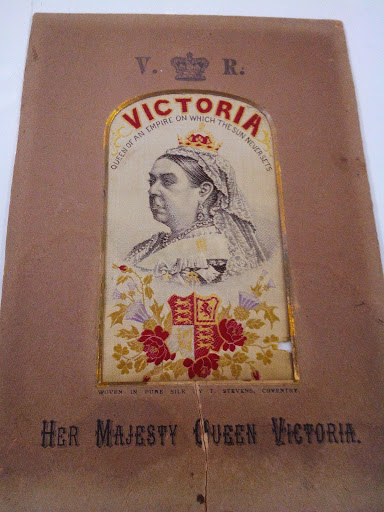 V. R.
VICTORIA
QUEEN OF AN EMPIRE ON WHICH THE SUN NEVER SETS
WOVEN IN PURE SILK BY T. STEVENS, COVENTRY.
HER MAJESTY QUEEN VICTORIA.